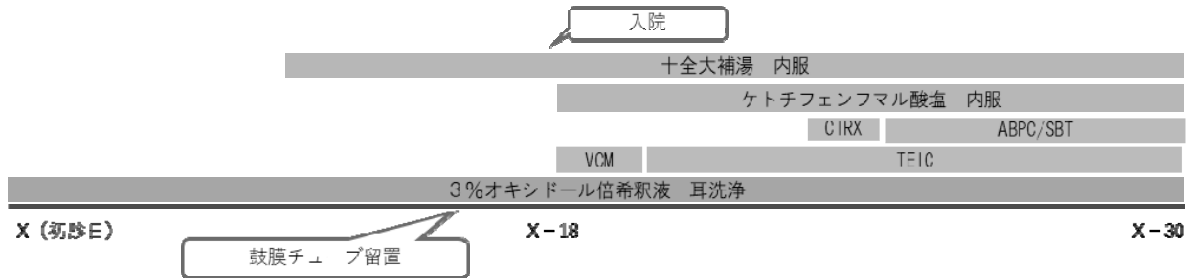 入院
十全大補湯　内服
ケトチフェンフマル酸塩　内服
CTRX ABPC/SBT
VCM TEIC
3%オキシドール倍希釈液　耳洗浄
X（初診日） X-18 X-30
鼓膜チューブ留置